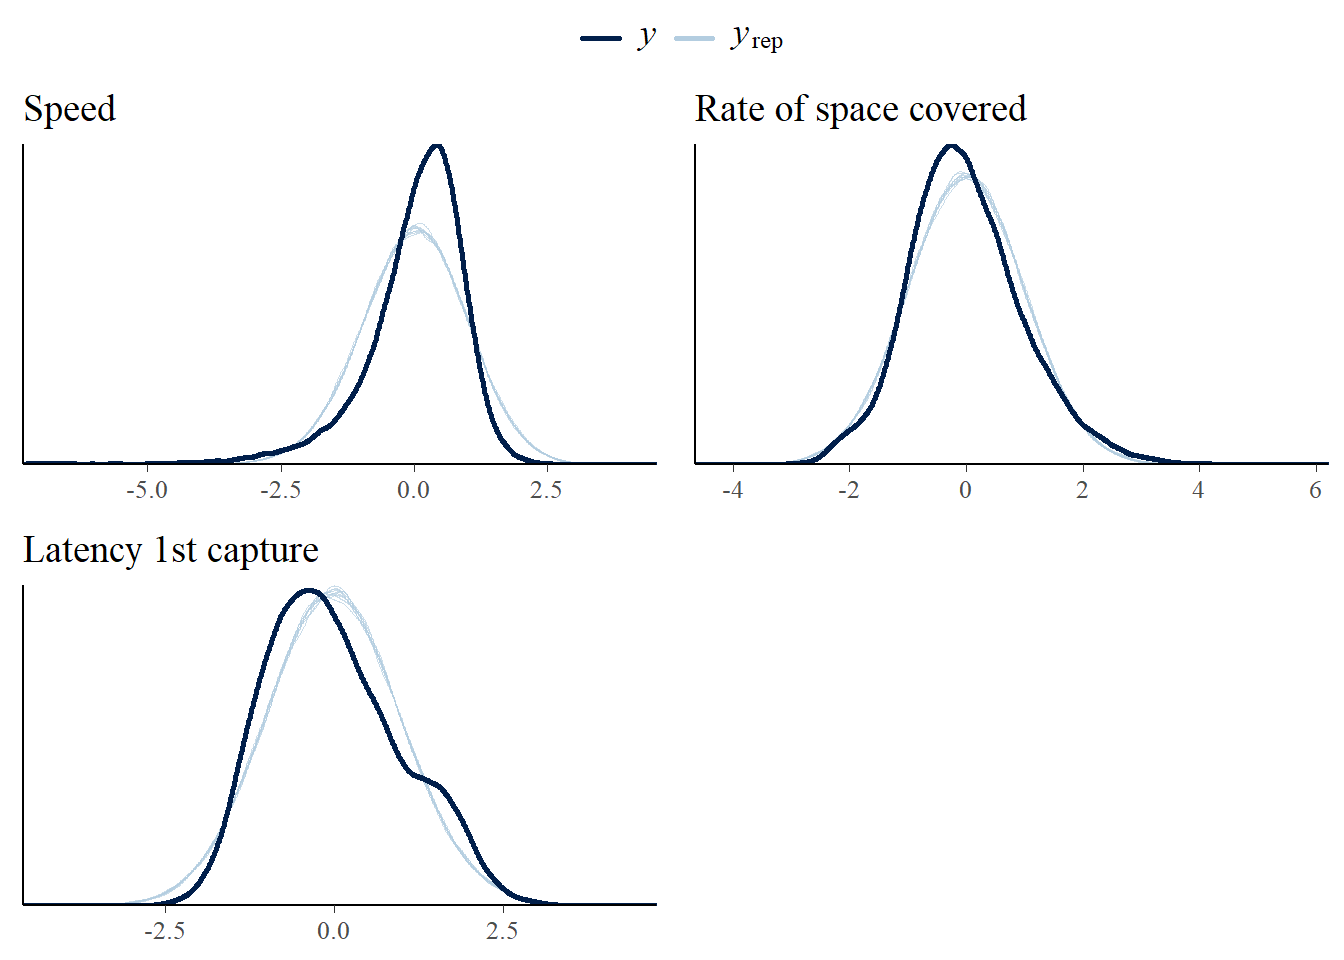 y yrep
Speed
Rate of space covered
-5.0 -2.5 0.0 2.5
-4 -2 0 2 4 6
Latency 1st capture
-2.5 0.0 2.5